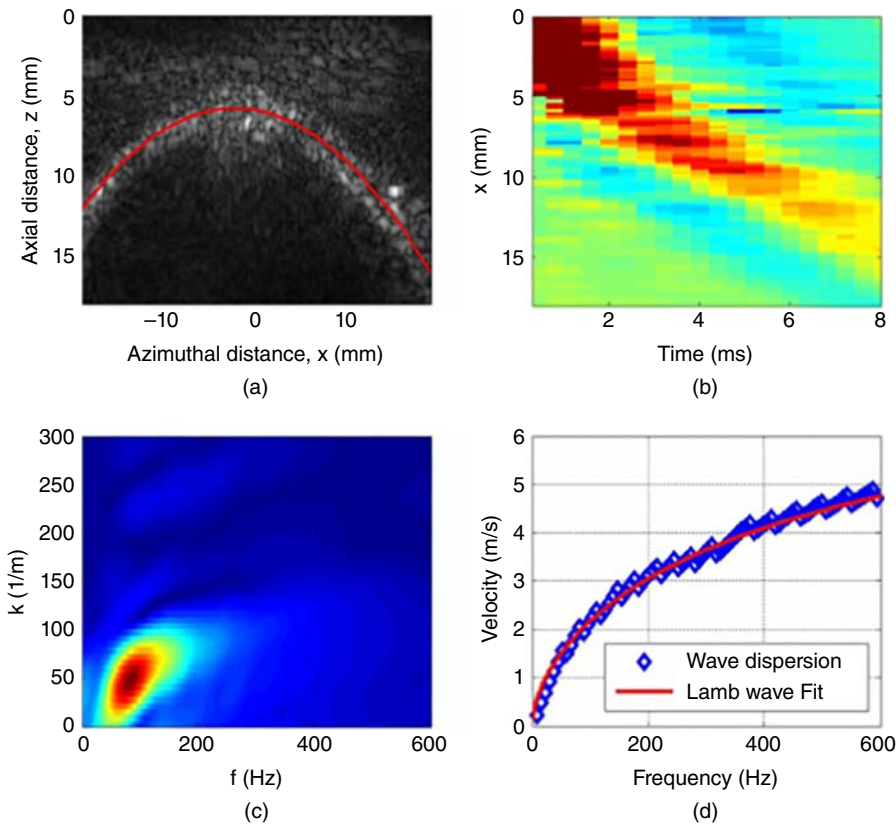 0
5
10
15
Axial distance, z (mm)
–10 0 10
Azimuthal distance, x (mm)
(a)
0
5
10
15
x (mm)
2 4 6 8
Time (ms)
(b)
300
250
200
150
100
50
0
k (1/m)
0 200 400 600
f (Hz)
(c)
6
5
4
3
2
1
0
Velocity (m/s)
Wave dispersion
Lamb wave Fit
0 200 400 600
Frequency (Hz)
(d)